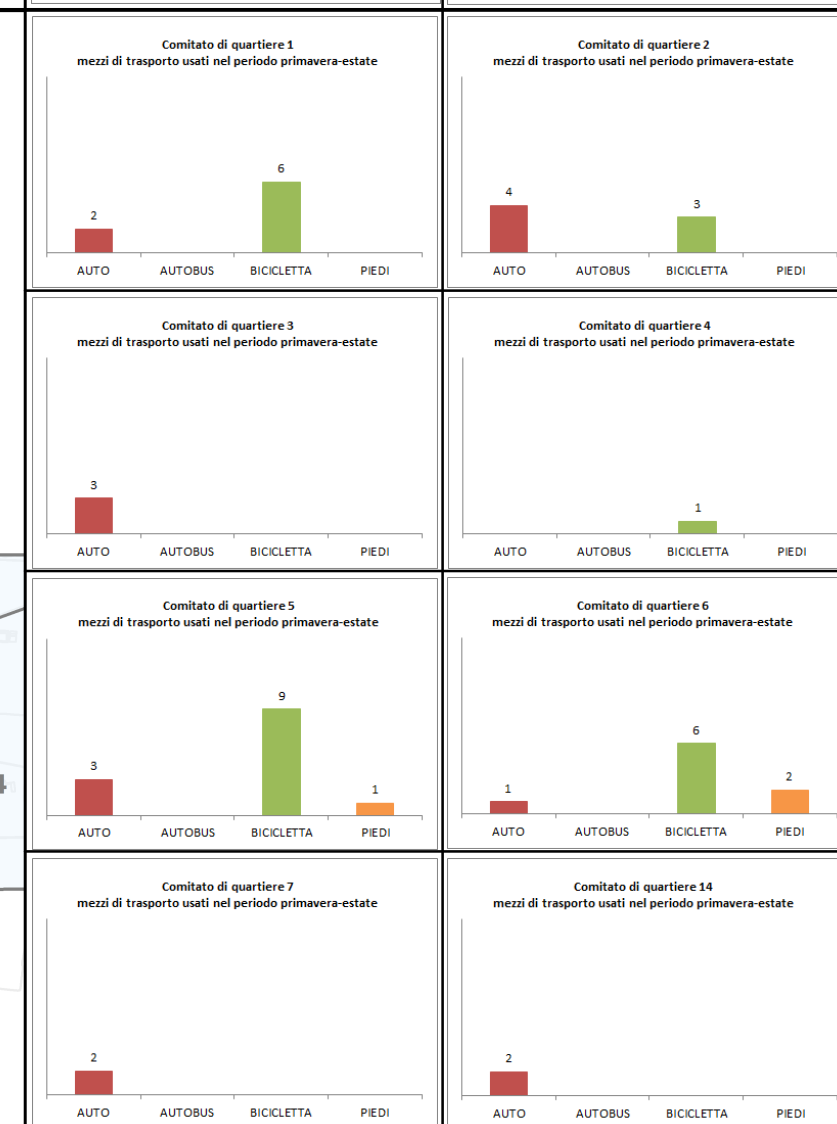 Comitato di quartiere 1
mezzi di trasporto usati nel periodo primavera-estate
2
6
AUTO AUTOBUS BICICLETTA PIEDI
Comitato di quartiere 2
mezzi di trasporto usati nel periodo primavera-estate
4
3
AUTO AUTOBUS BICICLETTA PIEDI
Comitato di quartiere 3
mezzi di trasporto usati nel periodo primavera-estate
3
AUTO AUTOBUS BICICLETTA PIEDI
Comitato di quartiere 4
mezzi di trasporto usati nel periodo primavera-estate
1
AUTO AUTOBUS BICICLETTA PIEDI
Comitato di quartiere 5
mezzi di trasporto usati nel periodo primavera-estate
3
9
1
AUTO AUTOBUS BICICLETTA PIEDI
Comitato di quartiere 6
mezzi di trasporto usati nel periodo primavera-estate
1
6
2
AUTO AUTOBUS BICICLETTA PIEDI
Comitato di quartiere 7
mezzi di trasporto usati nel periodo primavera-estate
2
AUTO AUTOBUS BICICLETTA PIEDI
Comitato di quartiere 14
mezzi di trasporto usati nel periodo primavera-estate
2
AUTO AUTOBUS BICICLETTA PIEDI